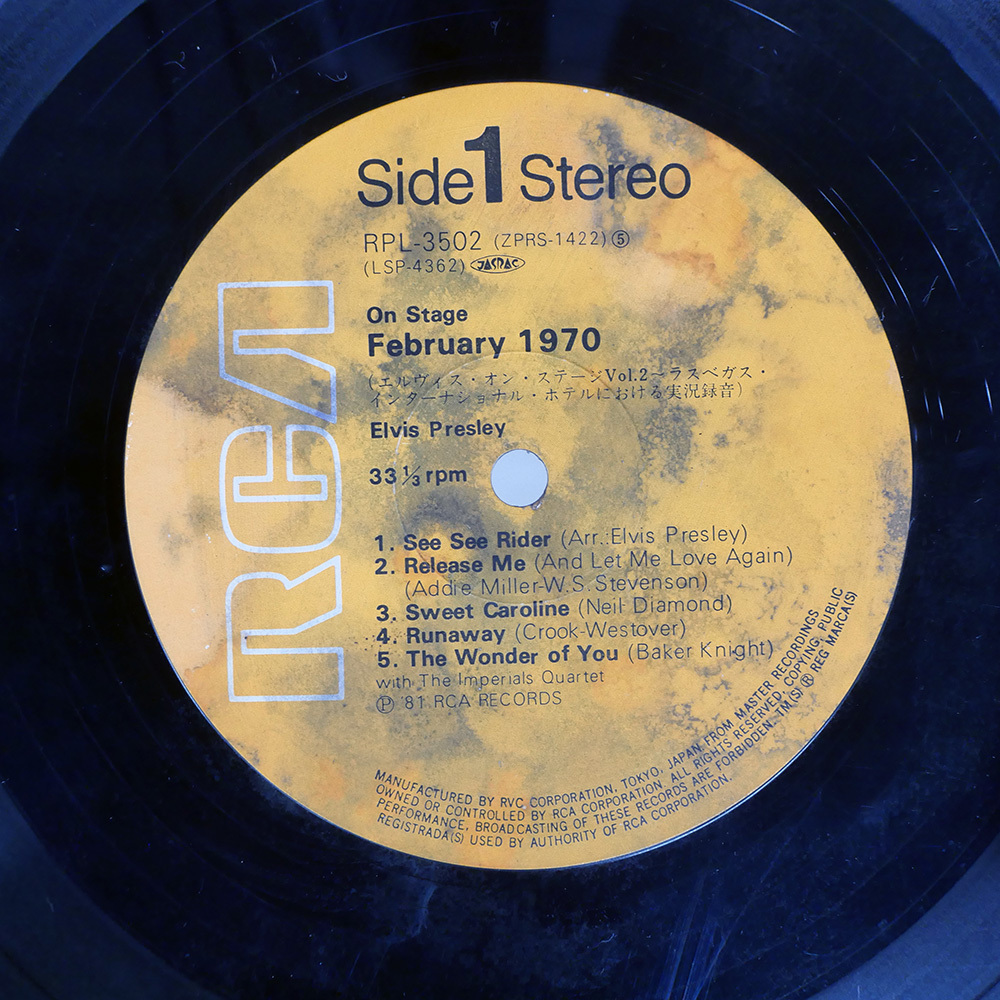 Side 1 Stereo
RPL-3502 (ZPRS-1422) ⑤
(LSP-4362) JASRAC
On Stage
February 1970
(エルヴィス・オン・ステージVol.2〜ラスベガス・
インターナショナル・ホテルにおける実況録音)
Elvis Presley
33 1/3 rpm
1. See See Rider (Arr.:Elvis Presley)
2. Release Me (And Let Me Love Again)
(Addie Miller-W.S. Stevenson)
3. Sweet Caroline (Neil Diamond)
4. Runaway (Crook-Westover)
5. The Wonder of You (Baker Knight)
with The Imperials Quartet
Ⓟ '81 RCA RECORDS
RCA
MANUFACTURED BY RVC CORPORATION, TOKYO, JAPAN, FROM MASTER RECORDINGS
OWNED OR CONTROLLED BY RCA CORPORATION. ALL RIGHTS RESERVED. COPYING, PUBLIC
PERFORMANCE, BROADCASTING OF THESE RECORDS ARE FORBIDDEN. TM(S) ® REG MARCA(S)
REGISTRADA(S) USED BY AUTHORITY OF RCA CORPORATION.